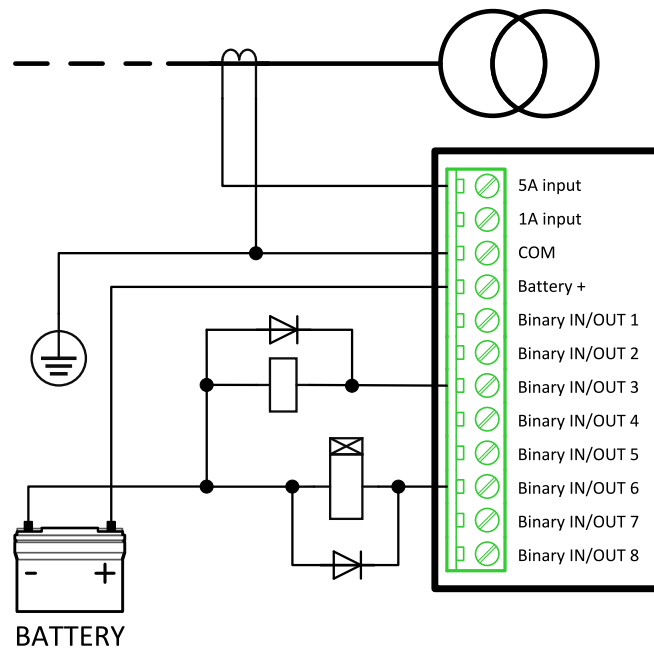 5A input
1A input
COM
Battery +
Binary IN/OUT 1
Binary IN/OUT 2
Binary IN/OUT 3
Binary IN/OUT 4
Binary IN/OUT 5
Binary IN/OUT 6
Binary IN/OUT 7
Binary IN/OUT 8
- +
BATTERY